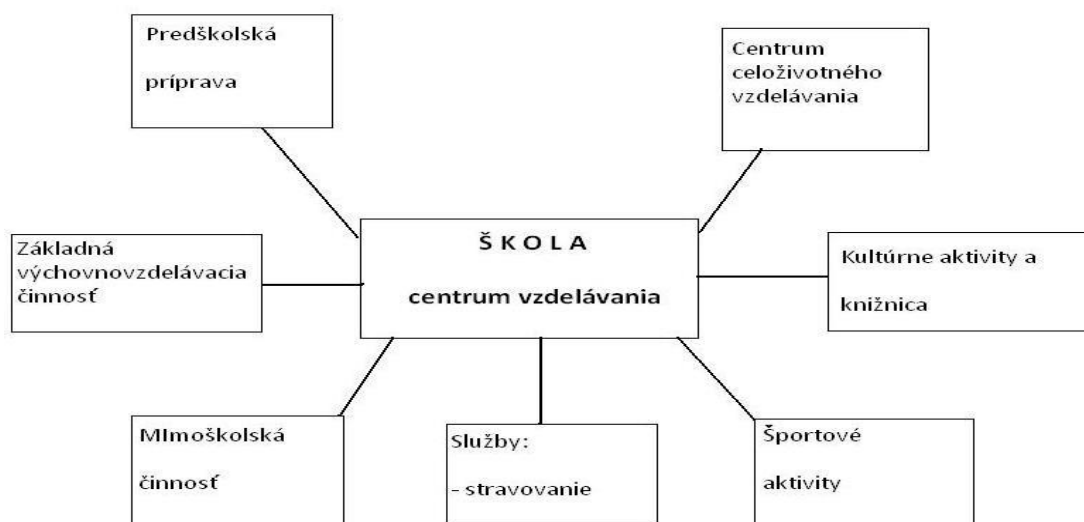 Predškolská
príprava
Centrum
celoživotného
vzdelávania
Š K O L A
centrum vzdelávania
Základná
výchovnovzdelávacia
činnosť
Kultúrne aktivity a
knižnica
MImoškolská
činnosť
Služby:
- stravovanie
Športové
aktivity